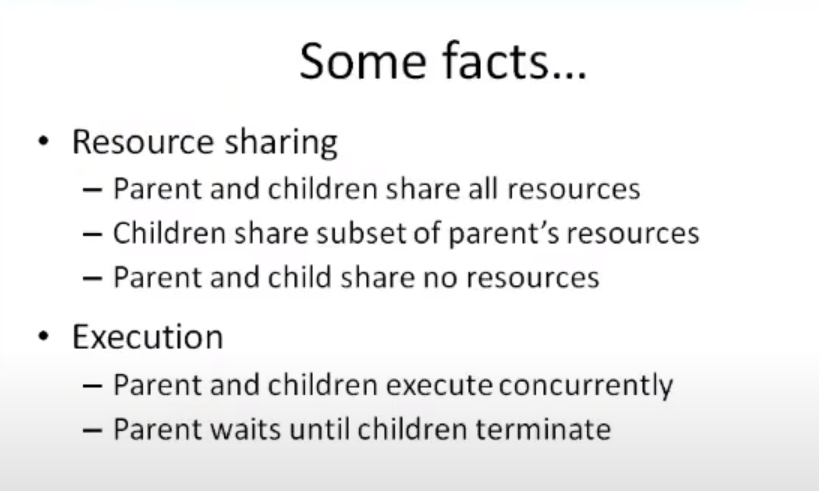 Some facts...
• Resource sharing
– Parent and children share all resources
– Children share subset of parent's resources
– Parent and child share no resources
• Execution
– Parent and children execute concurrently
– Parent waits until children terminate